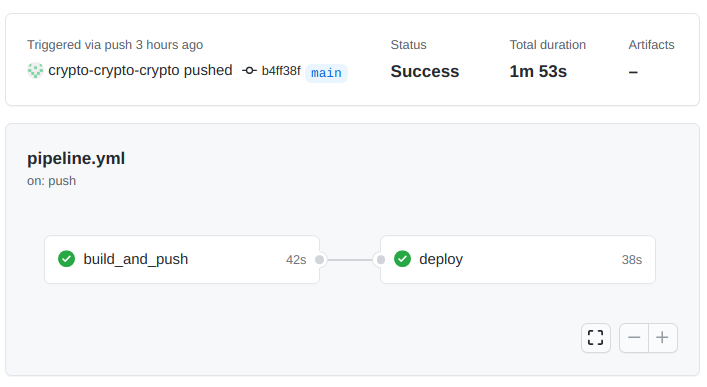 Triggered via push 3 hours ago
crypto-crypto-crypto pushed b4ff38f main
Status
Success
Total duration
1m 53s
Artifacts
–
pipeline.yml
on: push
build_and_push 42s
deploy 38s